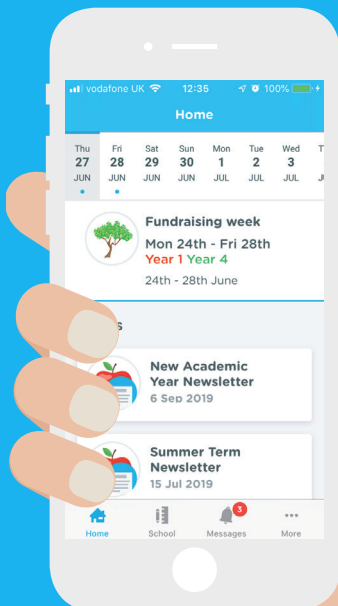 vodafone UK 12:35 100%
Home
Thu Fri Sat Sun Mon Tue Wed
27 28 29 30 1 2 3
JUN JUN JUN JUN JUL JUL JUL
Fundraising week
Mon 24th - Fri 28th
Year 1 Year 4
24th - 28th June
New Academic
Year Newsletter
6 Sep 2019
Summer Term
Newsletter
15 Jul 2019
3
Home School Messages More